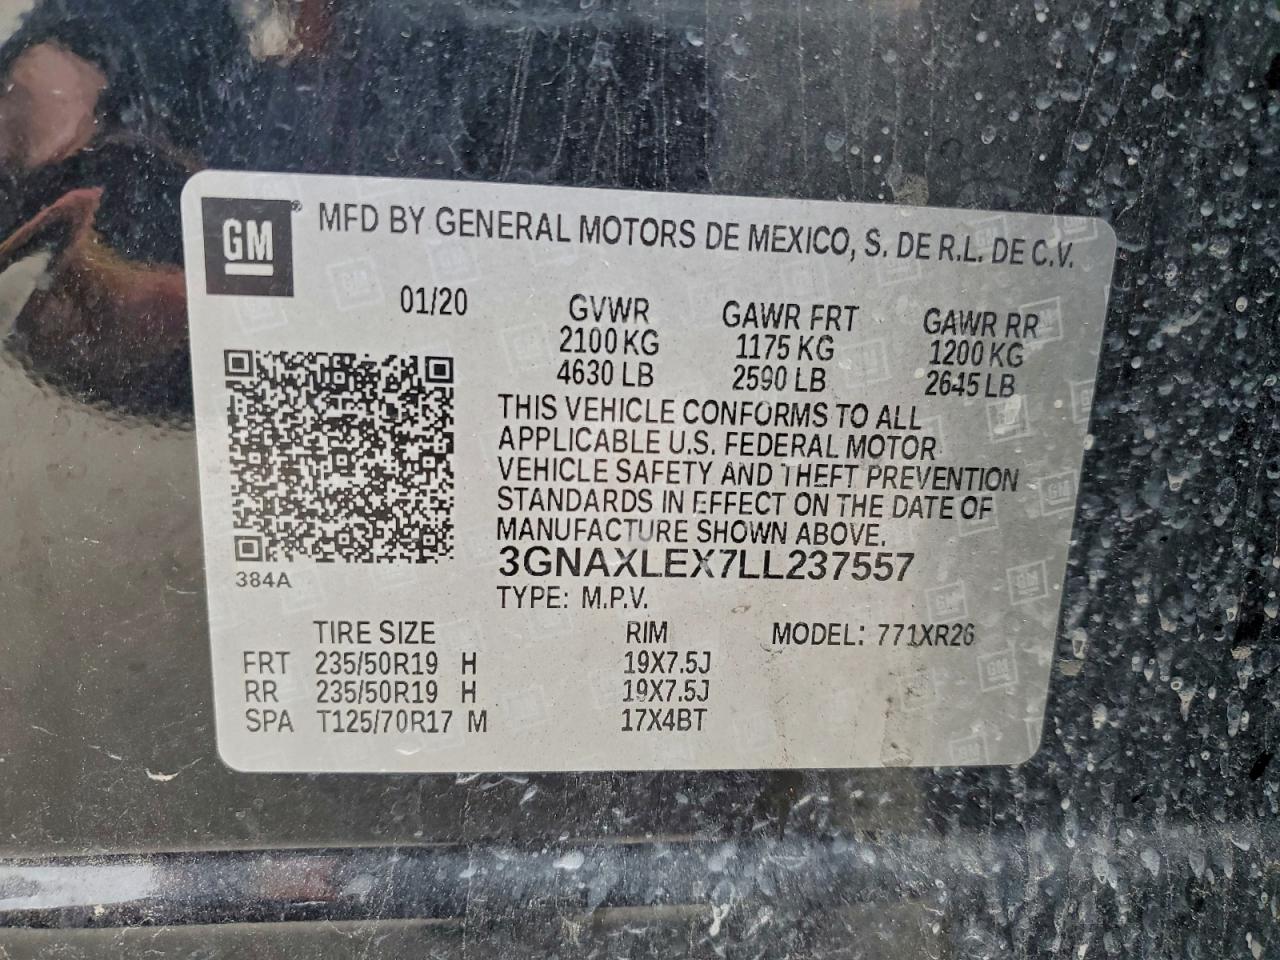 GM® MFD BY GENERAL MOTORS DE MEXICO, S. DE R.L. DE C.V.
01/20 GVWR GAWR FRT GAWR RR
2100 KG 1175 KG 1200 KG
4630 LB 2590 LB 2645 LB
THIS VEHICLE CONFORMS TO ALL
APPLICABLE U.S. FEDERAL MOTOR
VEHICLE SAFETY AND THEFT PREVENTION
STANDARDS IN EFFECT ON THE DATE OF
MANUFACTURE SHOWN ABOVE.
3GNAXLEX7LL237557
384A
TYPE: M.P.V.
TIRE SIZE RIM MODEL: 771XR26
FRT 235/50R19 H 19X7.5J
RR 235/50R19 H 19X7.5J
SPA T125/70R17 M 17X4BT